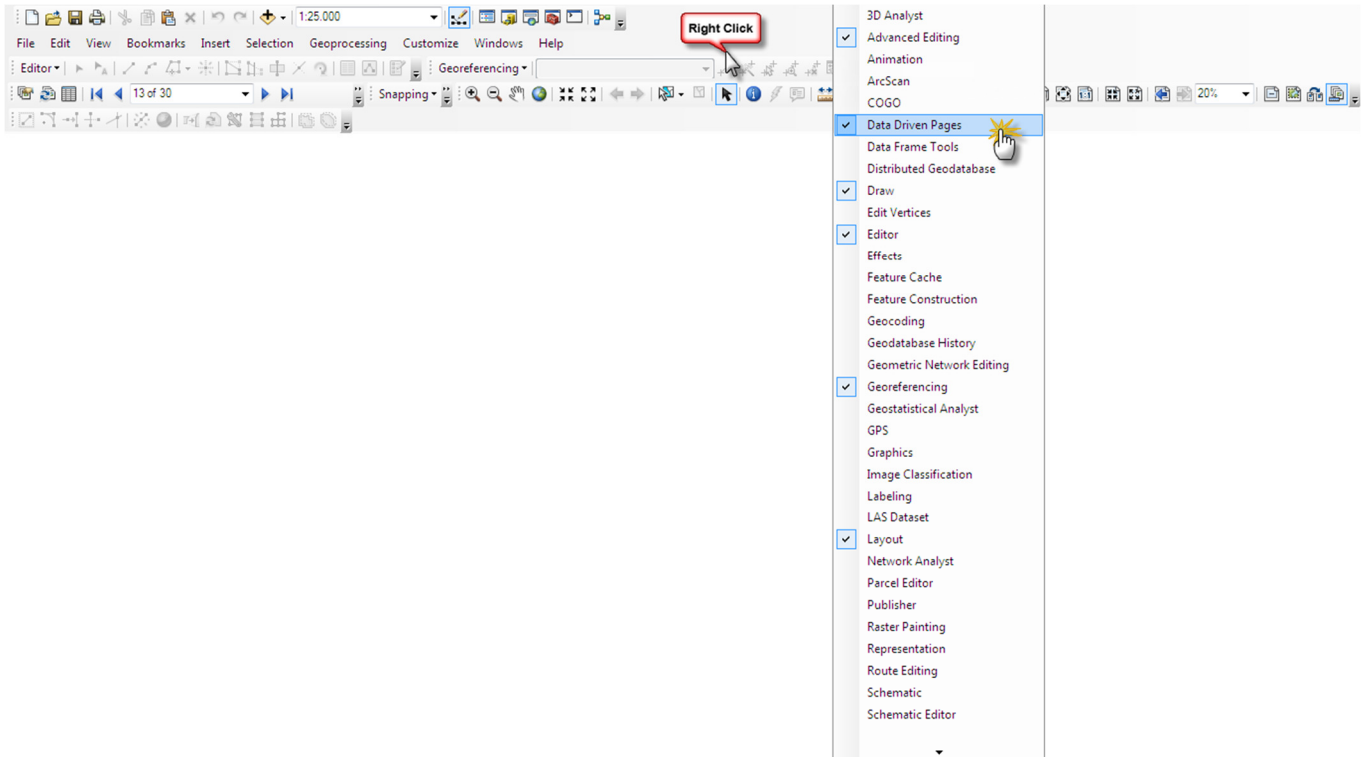 1:25.000
Right Click
File Edit View Bookmarks Insert Selection Geoprocessing Customize Windows Help
Editor Georeferencing
13 of 30 Snapping 20%
3D Analyst
Advanced Editing
Animation
ArcScan
COGO
Data Driven Pages
Data Frame Tools
Distributed Geodatabase
Draw
Edit Vertices
Editor
Effects
Feature Cache
Feature Construction
Geocoding
Geodatabase History
Geometric Network Editing
Georeferencing
Geostatistical Analyst
GPS
Graphics
Image Classification
Labeling
LAS Dataset
Layout
Network Analyst
Parcel Editor
Publisher
Raster Painting
Representation
Route Editing
Schematic
Schematic Editor